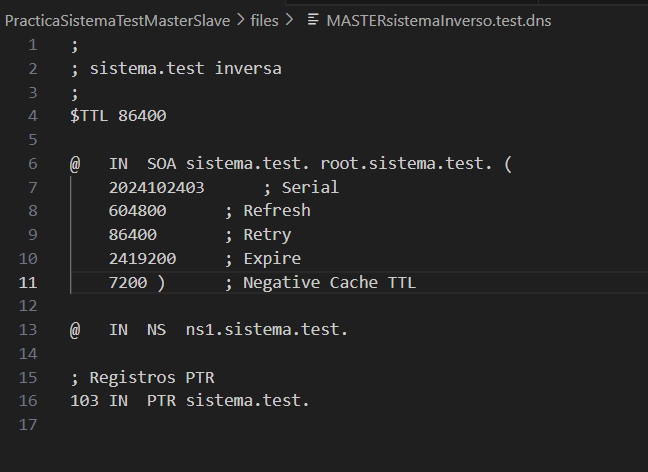 PracticaSistemaTestMasterSlave > files > MASTERsistemaInverso.test.dns
1 ;
2 ; sistema.test inversa
3 ;
4 $TTL 86400
5
6 @ IN SOA sistema.test. root.sistema.test. (
7 2024102403 ; Serial
8 604800 ; Refresh
9 86400 ; Retry
10 2419200 ; Expire
11 7200 ) ; Negative Cache TTL
12
13 @ IN NS ns1.sistema.test.
14
15 ; Registros PTR
16 103 IN PTR sistema.test.
17